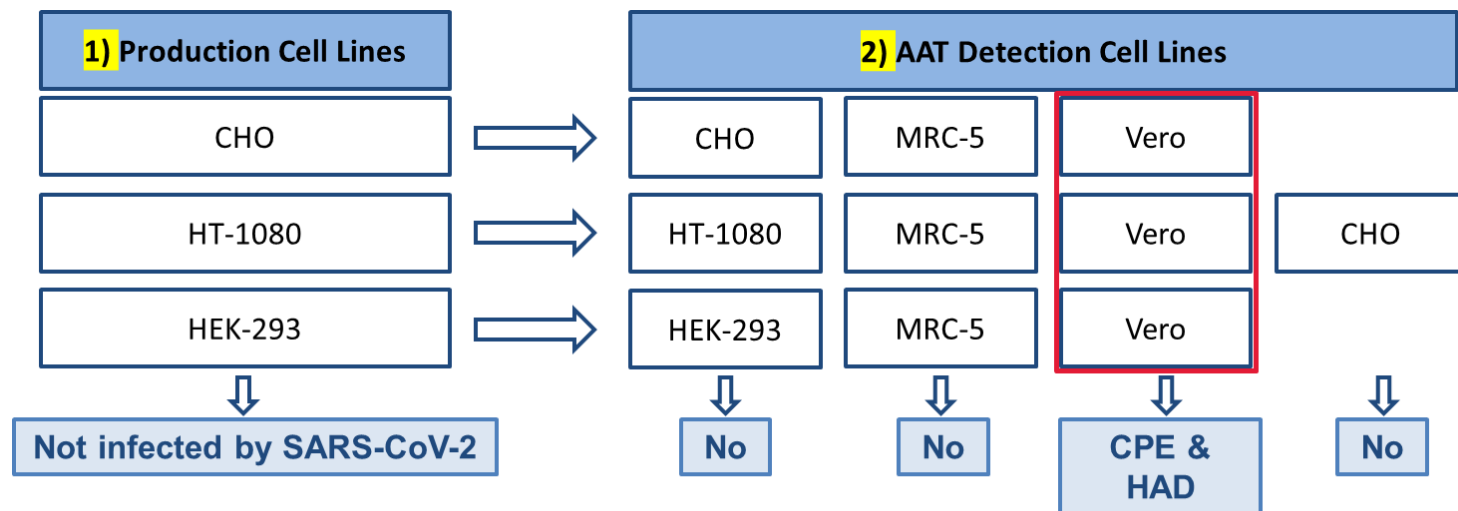 1) Production Cell Lines
2) AAT Detection Cell Lines
CHO
CHO
MRC-5
Vero
HT-1080
HT-1080
MRC-5
Vero
CHO
HEK-293
HEK-293
MRC-5
Vero
Not infected by SARS-CoV-2
No
No
CPE &
HAD
No